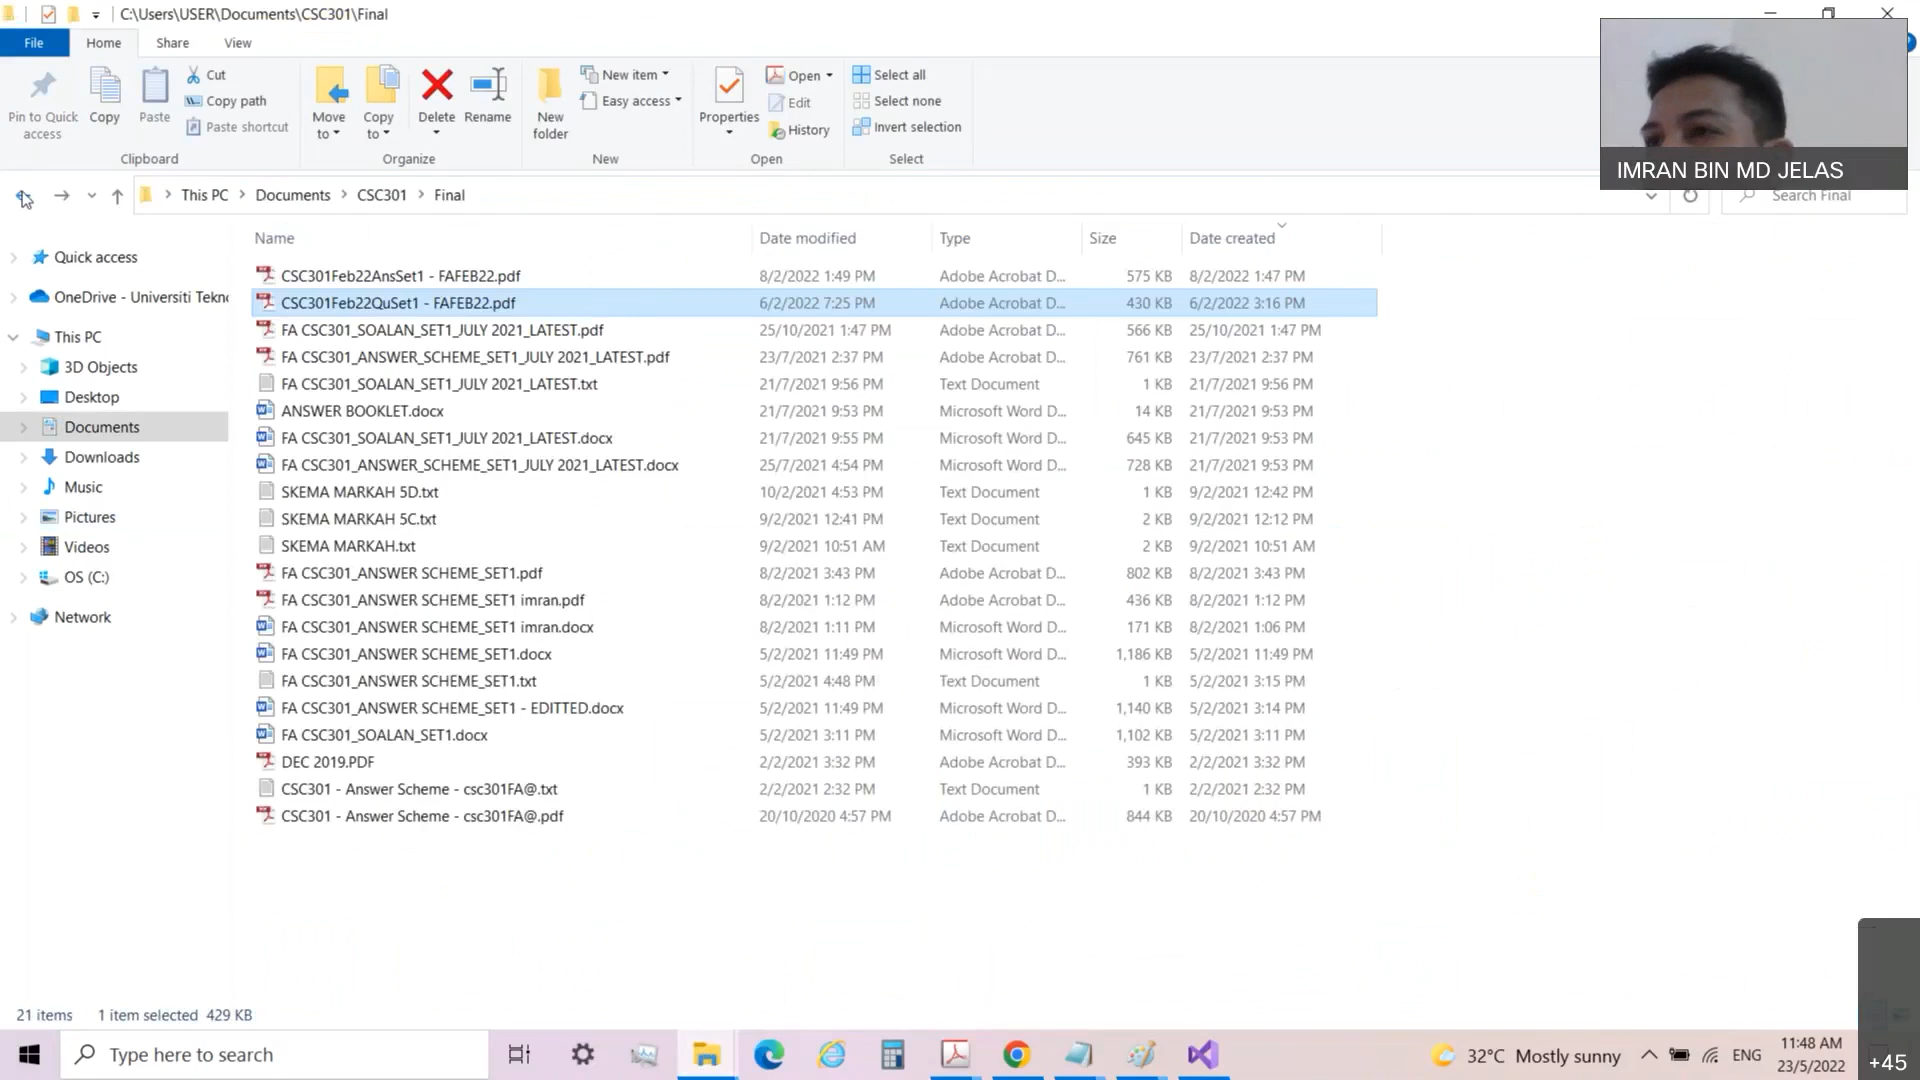 C:\Users\USER\Documents\CSC301\Final
File Home Share View
Pin to Quick access
Copy
Paste
Cut
Copy path
Paste shortcut
Clipboard
Move to
Copy to
Delete
Rename
Organize
New folder
New item
Easy access
New
Properties
Open
Edit
History
Open
Select all
Select none
Invert selection
Select
IMRAN BIN MD JELAS
This PC Documents CSC301 Final
Search Final
Quick access
OneDrive - Universiti Tekn
This PC
3D Objects
Desktop
Documents
Downloads
Music
Pictures
Videos
OS (C:)
Network
Name Date modified Type Size Date created
CSC301Feb22AnsSet1 - FAFEB22.pdf 8/2/2022 1:49 PM Adobe Acrobat D... 575 KB 8/2/2022 1:47 PM
CSC301Feb22QuSet1 - FAFEB22.pdf 6/2/2022 7:25 PM Adobe Acrobat D... 430 KB 6/2/2022 3:16 PM
FA CSC301_SOALAN_SET1_JULY 2021_LATEST.pdf 25/10/2021 1:47 PM Adobe Acrobat D... 566 KB 25/10/2021 1:47 PM
FA CSC301_ANSWER_SCHEME_SET1_JULY 2021_LATEST.pdf 23/7/2021 2:37 PM Adobe Acrobat D... 761 KB 23/7/2021 2:37 PM
FA CSC301_SOALAN_SET1_JULY 2021_LATEST.txt 21/7/2021 9:56 PM Text Document 1 KB 21/7/2021 9:56 PM
ANSWER BOOKLET.docx 21/7/2021 9:53 PM Microsoft Word D... 14 KB 21/7/2021 9:53 PM
FA CSC301_SOALAN_SET1_JULY 2021_LATEST.docx 21/7/2021 9:55 PM Microsoft Word D... 645 KB 21/7/2021 9:53 PM
FA CSC301_ANSWER_SCHEME_SET1_JULY 2021_LATEST.docx 25/7/2021 4:54 PM Microsoft Word D... 728 KB 21/7/2021 9:53 PM
SKEMA MARKAH 5D.txt 10/2/2021 4:53 PM Text Document 1 KB 9/2/2021 12:42 PM
SKEMA MARKAH 5C.txt 9/2/2021 12:41 PM Text Document 2 KB 9/2/2021 12:12 PM
SKEMA MARKAH.txt 9/2/2021 10:51 AM Text Document 2 KB 9/2/2021 10:51 AM
FA CSC301_ANSWER SCHEME_SET1.pdf 8/2/2021 3:43 PM Adobe Acrobat D... 802 KB 8/2/2021 3:43 PM
FA CSC301_ANSWER SCHEME_SET1 imran.pdf 8/2/2021 1:12 PM Adobe Acrobat D... 436 KB 8/2/2021 1:12 PM
FA CSC301_ANSWER SCHEME_SET1 imran.docx 8/2/2021 1:11 PM Microsoft Word D... 171 KB 8/2/2021 1:06 PM
FA CSC301_ANSWER SCHEME_SET1.docx 5/2/2021 11:49 PM Microsoft Word D... 1,186 KB 5/2/2021 11:49 PM
FA CSC301_ANSWER SCHEME_SET1.txt 5/2/2021 4:48 PM Text Document 1 KB 5/2/2021 3:15 PM
FA CSC301_ANSWER SCHEME_SET1 - EDITTED.docx 5/2/2021 11:49 PM Microsoft Word D... 1,140 KB 5/2/2021 3:14 PM
FA CSC301_SOALAN_SET1.docx 5/2/2021 3:11 PM Microsoft Word D... 1,102 KB 5/2/2021 3:11 PM
DEC 2019.PDF 2/2/2021 3:32 PM Adobe Acrobat D... 393 KB 2/2/2021 3:32 PM
CSC301 - Answer Scheme - csc301FA@.txt 2/2/2021 2:32 PM Text Document 1 KB 2/2/2021 2:32 PM
CSC301 - Answer Scheme - csc301FA@.pdf 20/10/2020 4:57 PM Adobe Acrobat D... 844 KB 20/10/2020 4:57 PM
21 items 1 item selected 429 KB
Type here to search
32°C Mostly sunny
ENG
11:48 AM
23/5/2022
+45